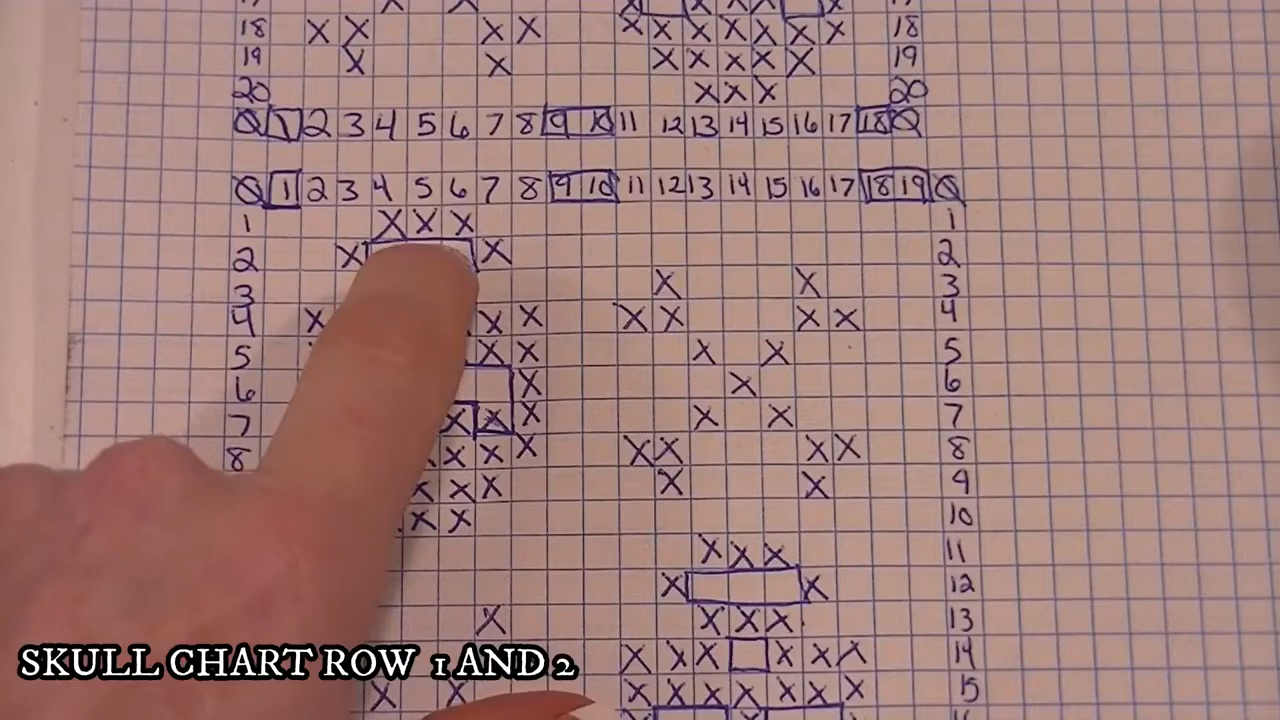 18 X X X X X X X X X X X 18
19 X X X X X X X 19
20 X X X 20
0 1 2 3 4 5 6 7 8 9 10 11 12 13 14 15 16 17 18 0
0 1 2 3 4 5 6 7 8 9 10 11 12 13 14 15 16 17 18 19 0
1 X X X 1
2 X X 2
3 X X 3
4 X X X X X X X 4
5 X X X X 5
6 X X 6
7 X X X X X 7
8 X X X X X X X 8
X X X X X 9
X X 10
X X X 11
X X 12
X X X X 13
X X X X X X 14
X X X X X X X X X 15
SKULL CHART ROW 1 AND 2